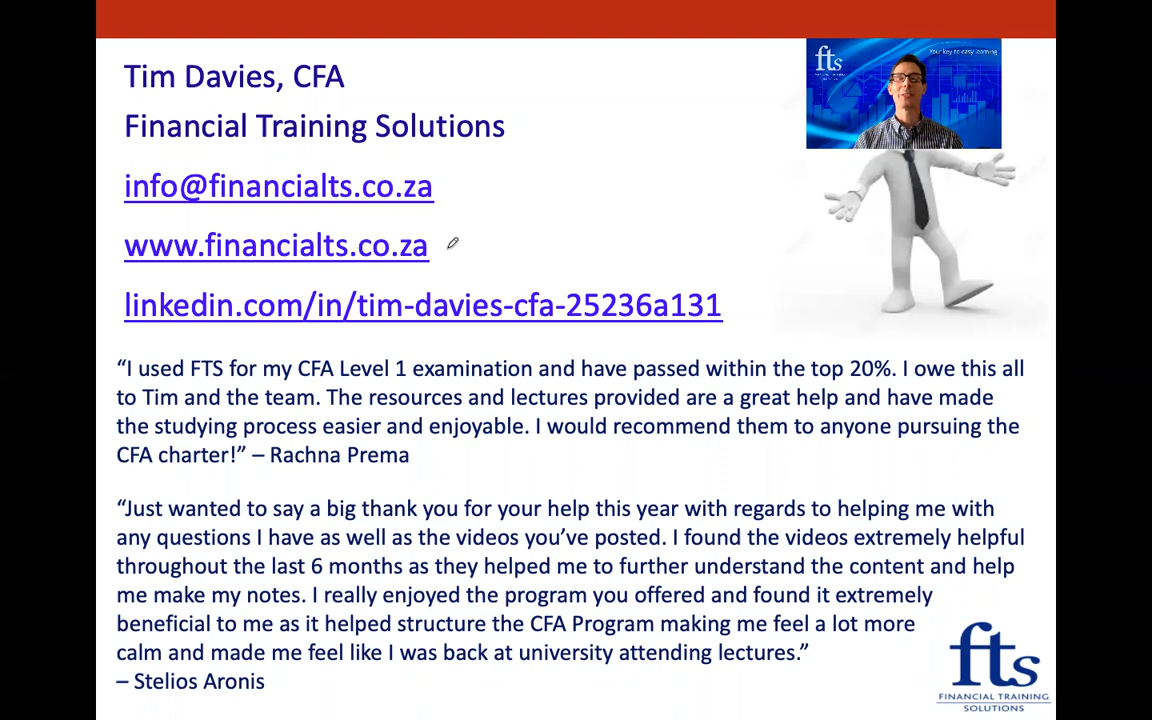 Tim Davies, CFA
Financial Training Solutions
info@financialts.co.za
www.financialts.co.za
linkedin.com/in/tim-davies-cfa-25236a131
fts
Your key to easy learning
“I used FTS for my CFA Level 1 examination and have passed within the top 20%. I owe this all
to Tim and the team. The resources and lectures provided are a great help and have made
the studying process easier and enjoyable. I would recommend them to anyone pursuing the
CFA charter!” – Rachna Prema
“Just wanted to say a big thank you for your help this year with regards to helping me with
any questions I have as well as the videos you’ve posted. I found the videos extremely helpful
throughout the last 6 months as they helped me to further understand the content and help
me make my notes. I really enjoyed the program you offered and found it extremely
beneficial to me as it helped structure the CFA Program making me feel a lot more
calm and made me feel like I was back at university attending lectures.”
– Stelios Aronis
fts
FINANCIAL TRAINING
SOLUTIONS